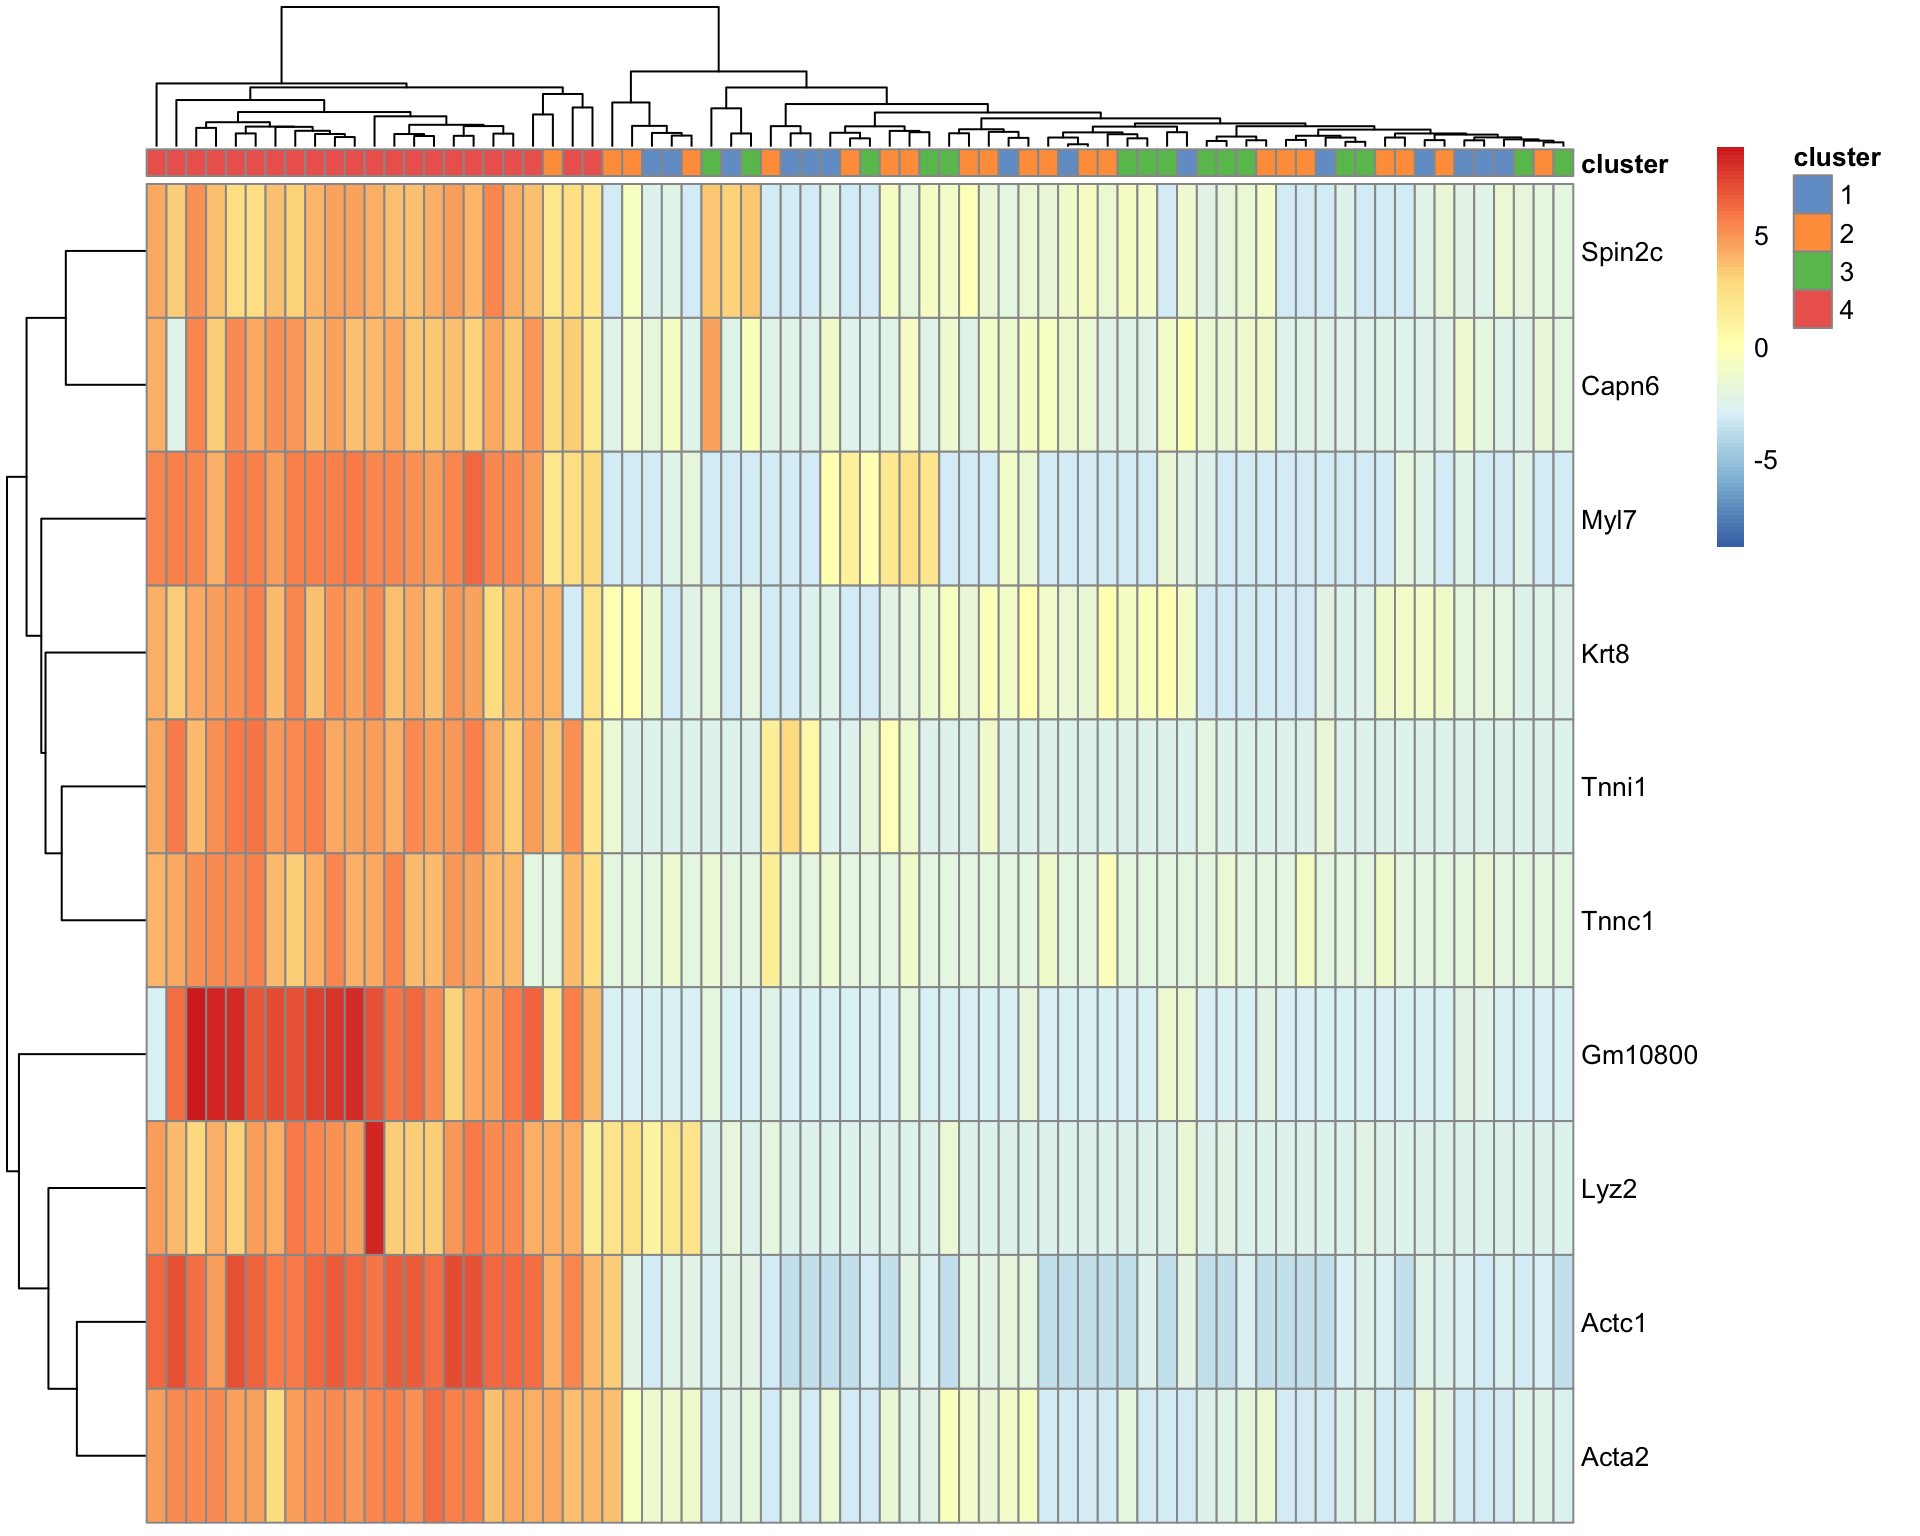 cluster
cluster
1
2
3
4
5
0
-5
Spin2c
Capn6
Myl7
Krt8
Tnni1
Tnnc1
Gm10800
Lyz2
Actc1
Acta2